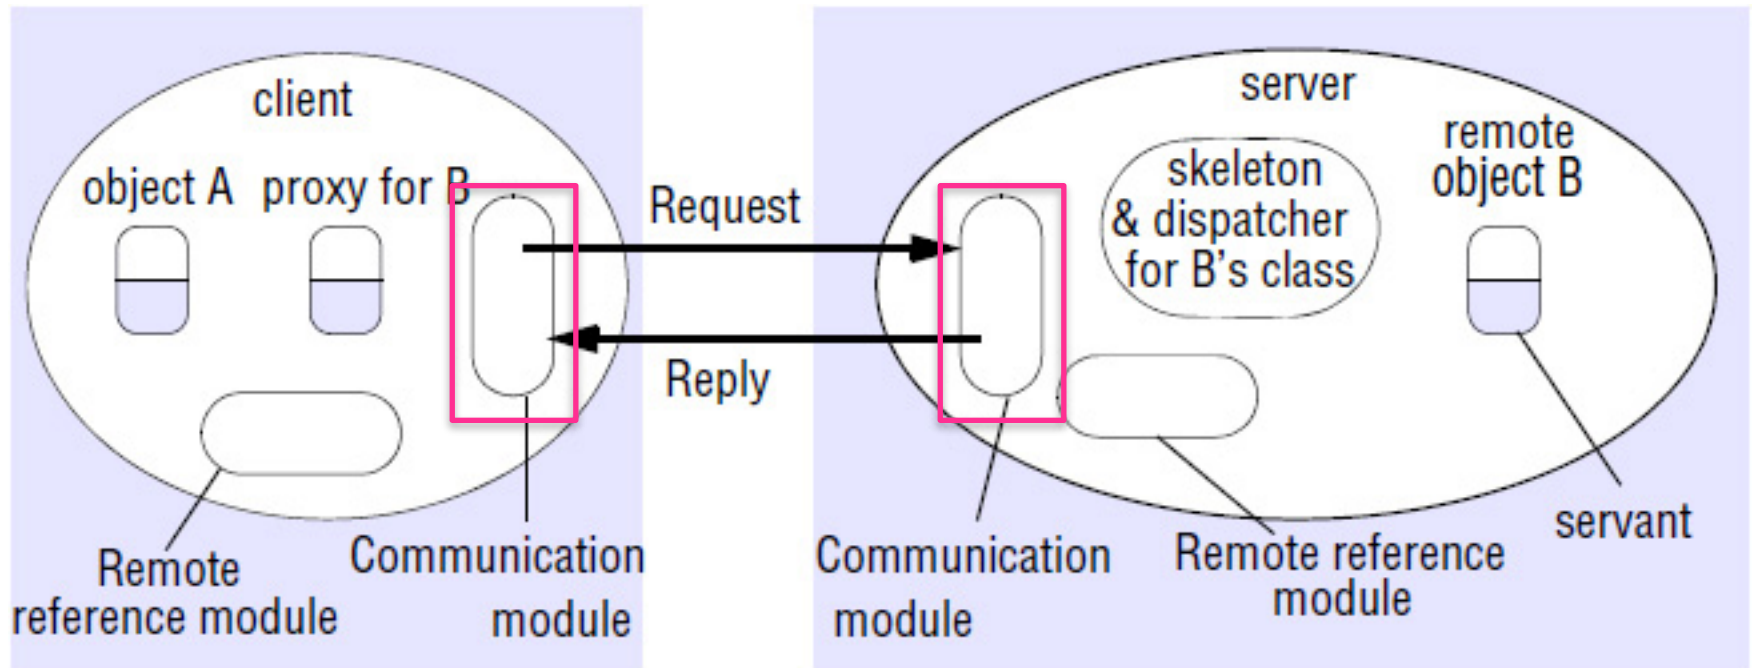 client
object A
proxy for B
Remote
reference module
Communication
module
Request
Reply
server
skeleton
& dispatcher
for B’s class
remote
object B
Communication
module
Remote reference
module
servant